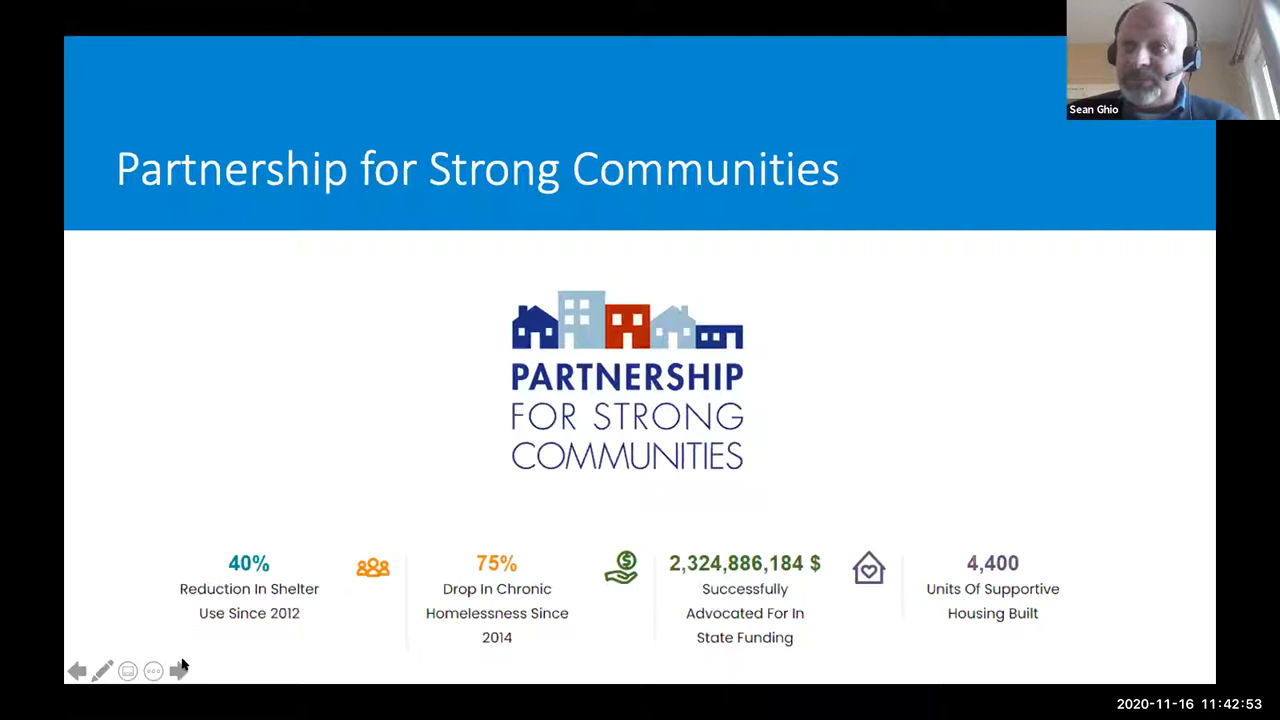 Sean Ghio
Partnership for Strong Communities
PARTNERSHIP
FOR STRONG
COMMUNITIES
40%
Reduction In Shelter
Use Since 2012
75%
Drop In Chronic
Homelessness Since
2014
2,324,886,184 $
Successfully
Advocated For In
State Funding
4,400
Units Of Supportive
Housing Built
2020-11-16 11:42:53